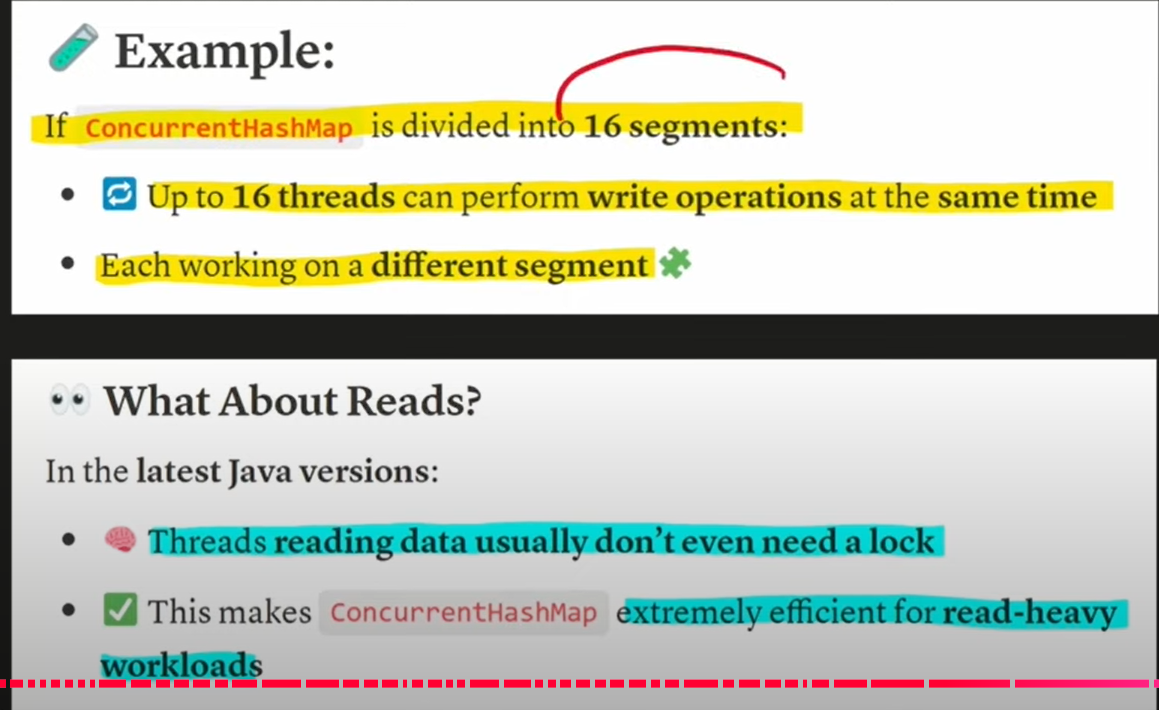 🧪 Example:
If ConcurrentHashMap is divided into 16 segments:
• 🔁 Up to 16 threads can perform write operations at the same time
• Each working on a different segment 🧩
👀 What About Reads?
In the latest Java versions:
• 🧠 Threads reading data usually don’t even need a lock
• ✅ This makes ConcurrentHashMap extremely efficient for read-heavy
workloads